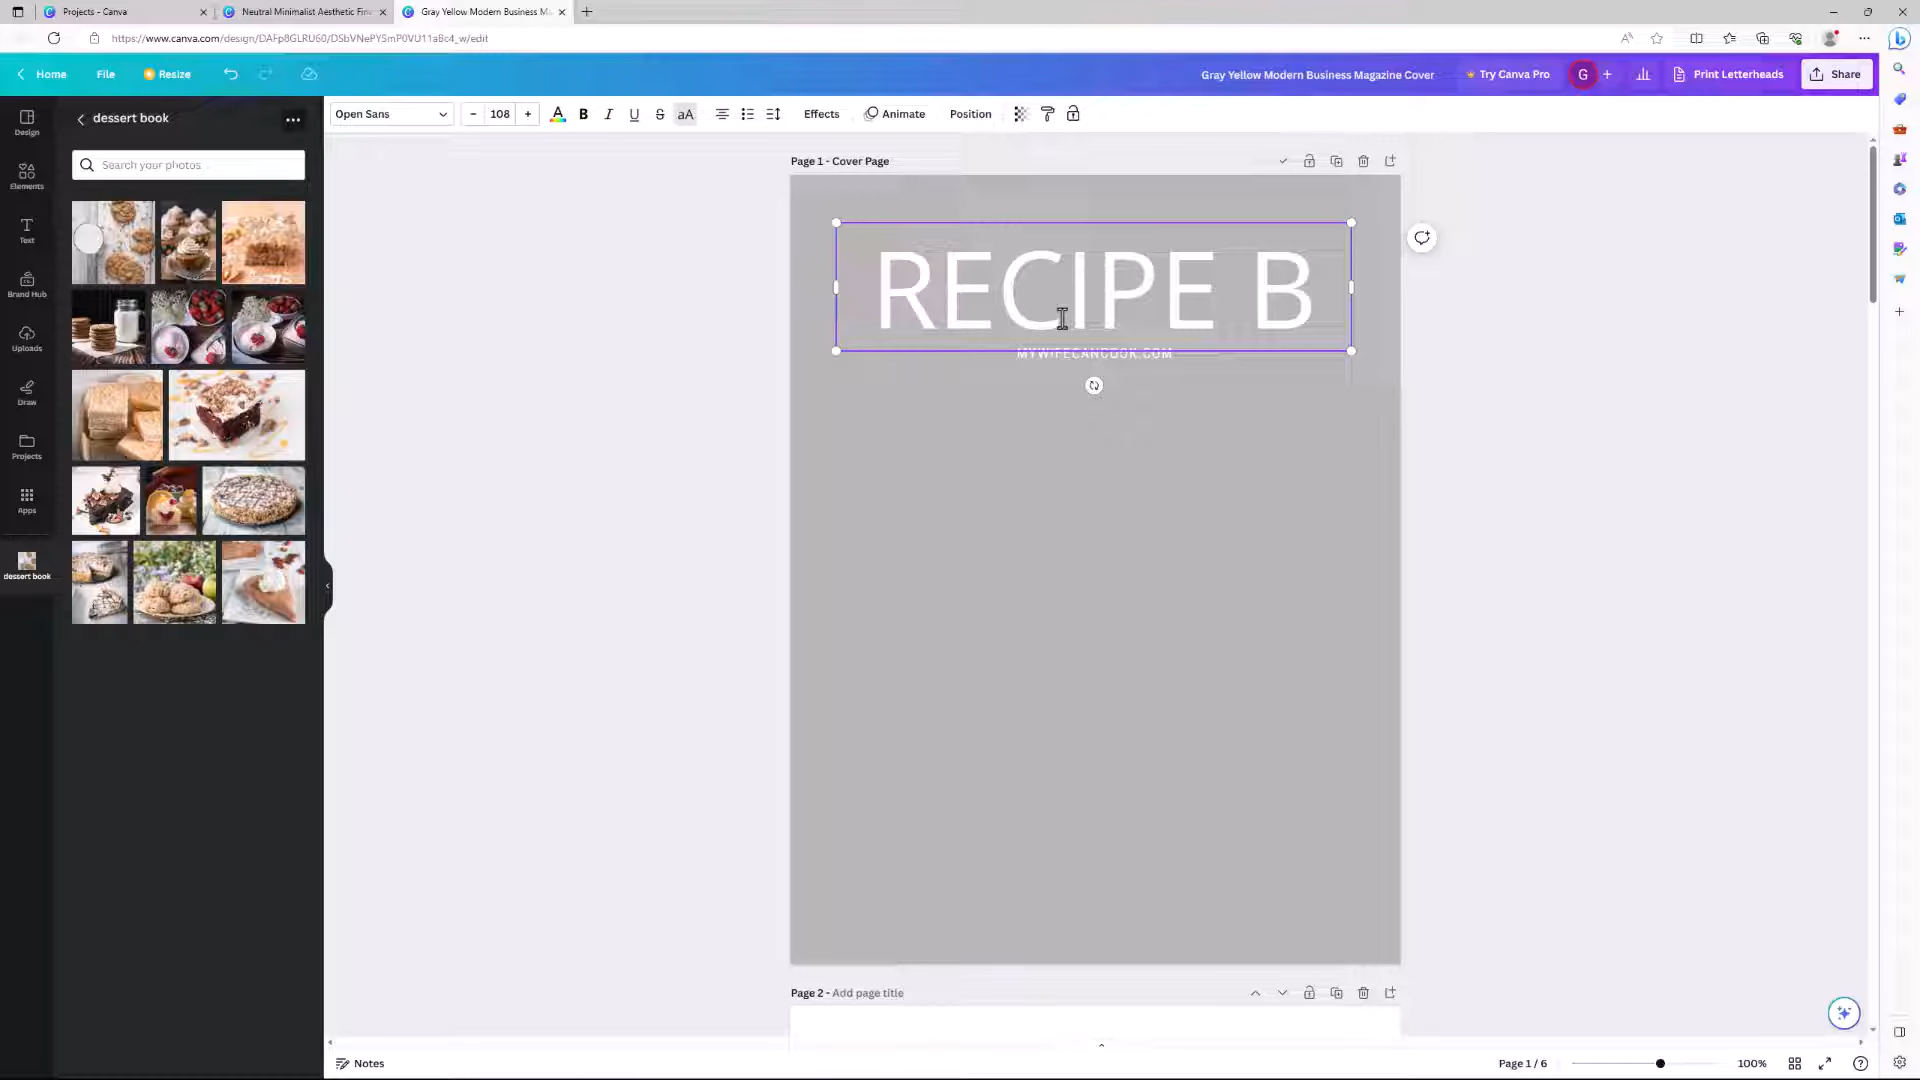 Projects - Canva
Neutral Minimalist Aesthetic Fin
Gray Yellow Modern Business M
https://www.canva.com/design/DAFp8GLRU60/DSbVNePYSmP0VU11a8c4_w/edit
Home
File
Resize
Gray Yellow Modern Business Magazine Cover
Try Canva Pro
G
Print Letterheads
Share
dessert book
Open Sans
108
B
I
U
S
aA
Effects
Animate
Position
Design
Elements
Text
Brand Hub
Uploads
Draw
Projects
Apps
dessert book
Search your photos
Page 1 - Cover Page
RECIPE B
MYWIFECANCOOK.COM
Page 2 - Add page title
Notes
Page 1 / 6
100%